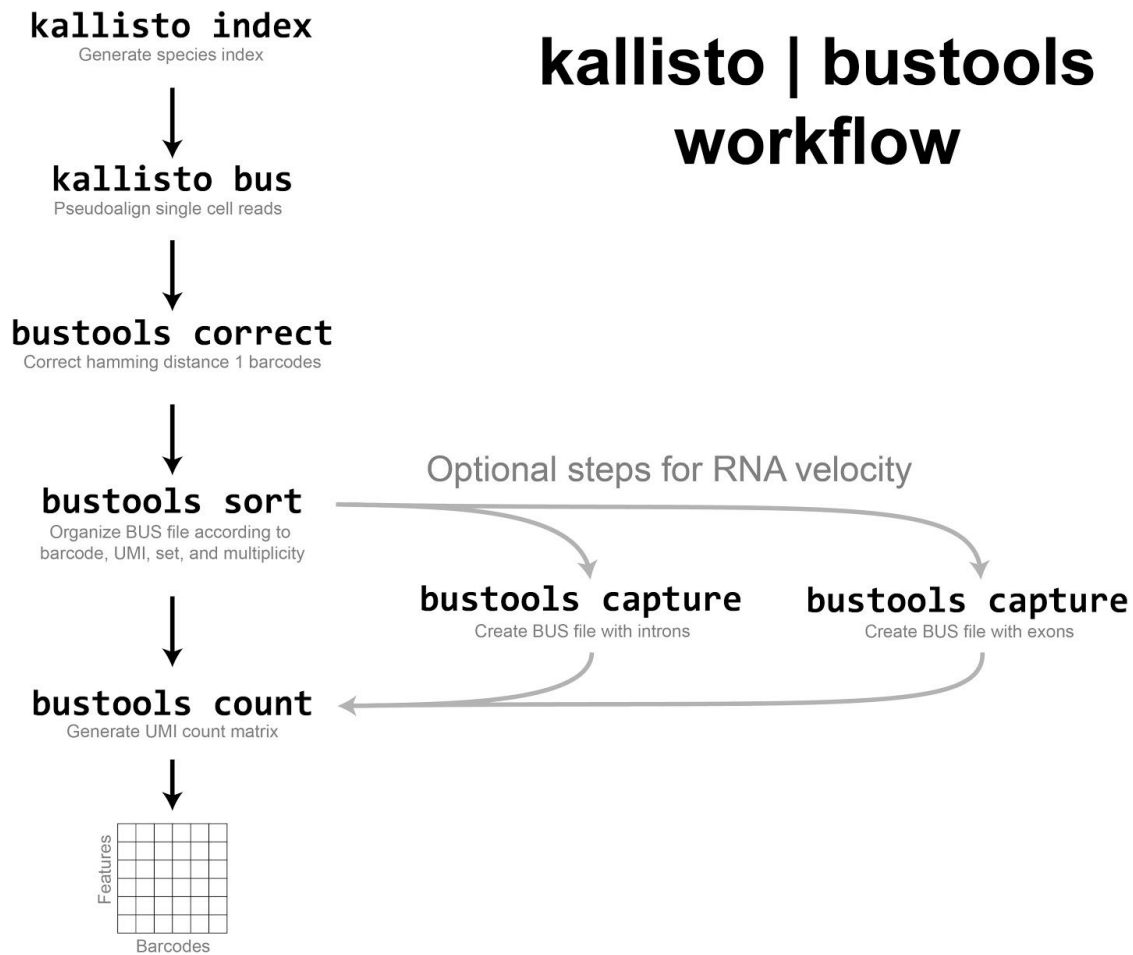 kallisto | bustools
workflow
kallisto index
Generate species index
kallisto bus
Pseudoalign single cell reads
bustools correct
Correct hamming distance 1 barcodes
Optional steps for RNA velocity
bustools sort
Organize BUS file according to
barcode, UMI, set, and multiplicity
bustools capture
Create BUS file with introns
bustools capture
Create BUS file with exons
bustools count
Generate UMI count matrix
Features
Barcodes